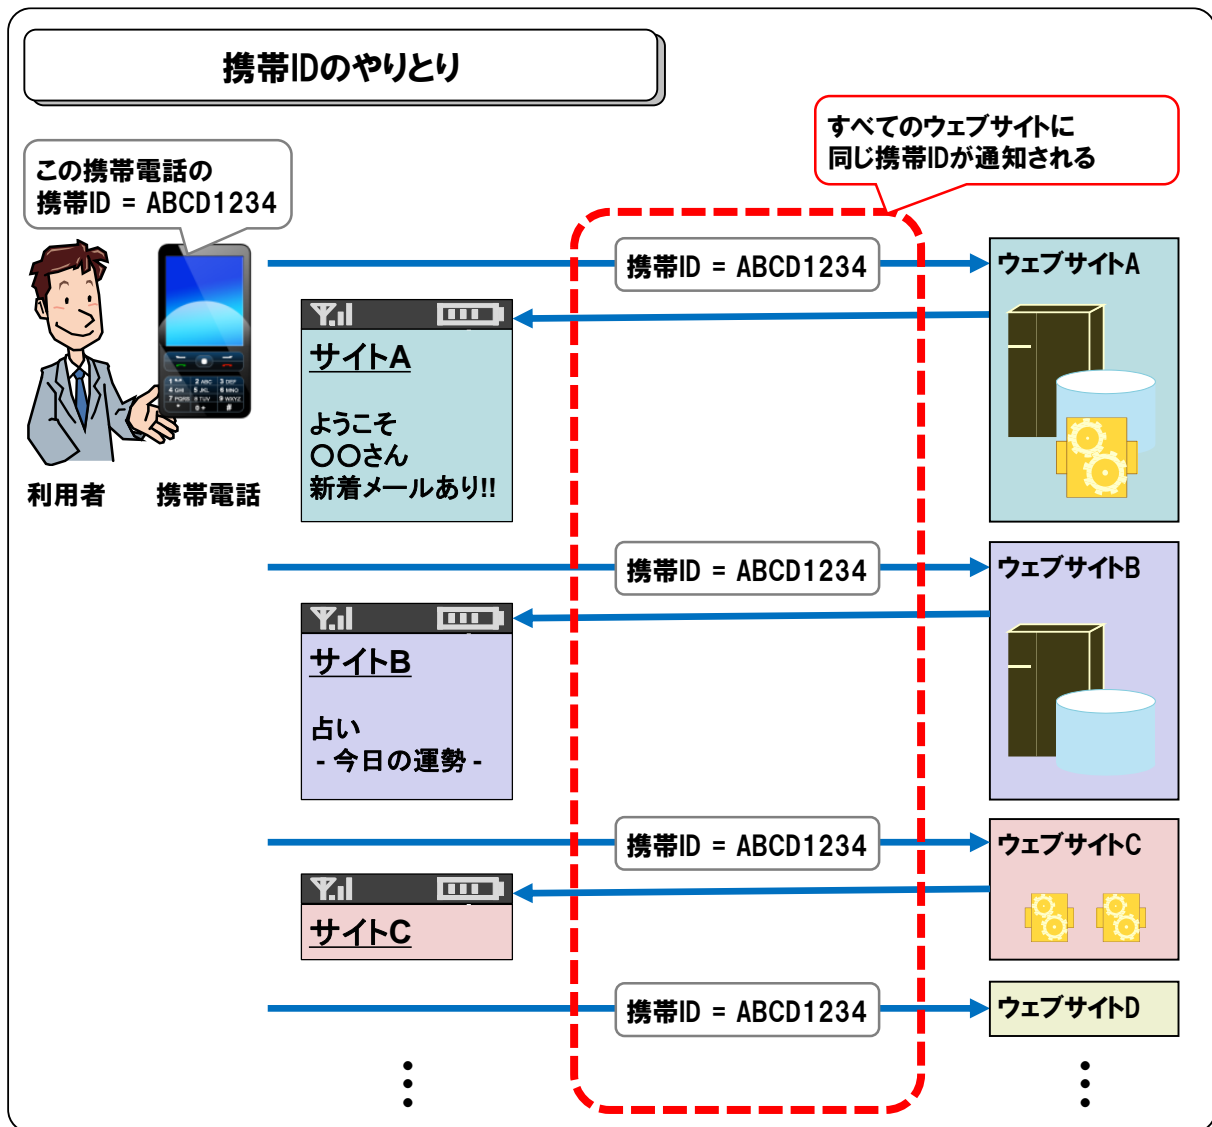 携帯IDのやりとり
すべてのウェブサイトに
同じ携帯IDが通知される
この携帯電話の
携帯ID = ABCD1234
利用者
携帯電話
携帯ID = ABCD1234
ウェブサイトA
サイトA
ようこそ
〇〇さん
新着メールあり!!
携帯ID = ABCD1234
ウェブサイトB
サイトB
占い
- 今日の運勢 -
携帯ID = ABCD1234
ウェブサイトC
サイトC
携帯ID = ABCD1234
ウェブサイトD